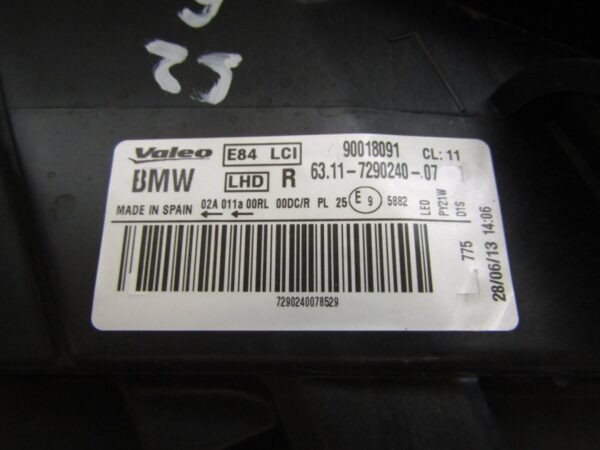 25
Valeo E84 LCI 90018091 CL: 11
BMW LHD R 63.11-7290240-07
MADE IN SPAIN 02A 011a 00RL 00DC/R PL 25 E 9 5882
LED
PY21W
D1S
775
28/06/13 14:06
7290240078529